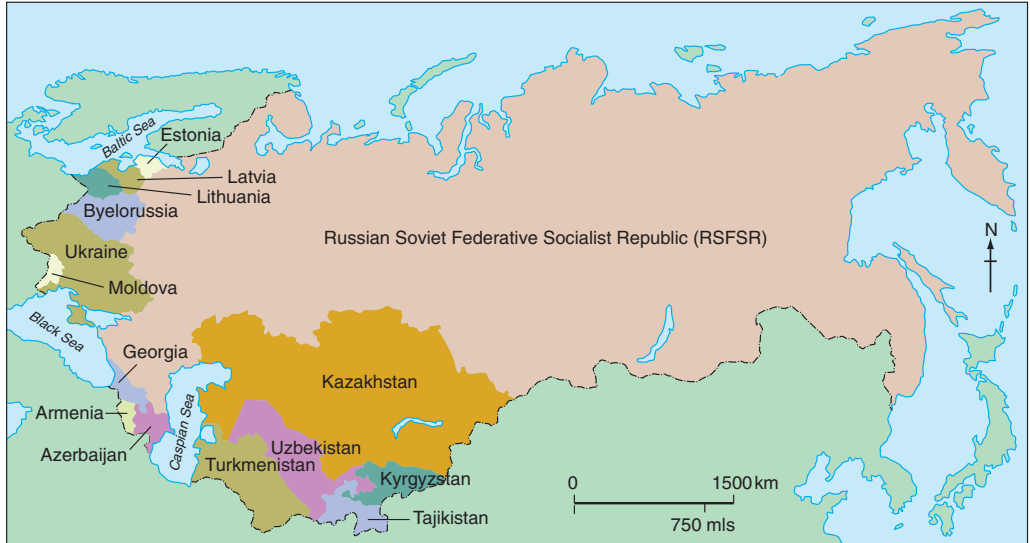 Baltic Sea
Estonia
Latvia
Lithuania
Byelorussia
Russian Soviet Federative Socialist Republic (RSFSR)
N
Ukraine
Moldova
Black Sea
Georgia
Kazakhstan
Caspian Sea
Armenia
Azerbaijan
Uzbekistan
Turkmenistan
Kyrgyzstan
Tajikistan
0 1500 km
750 mls